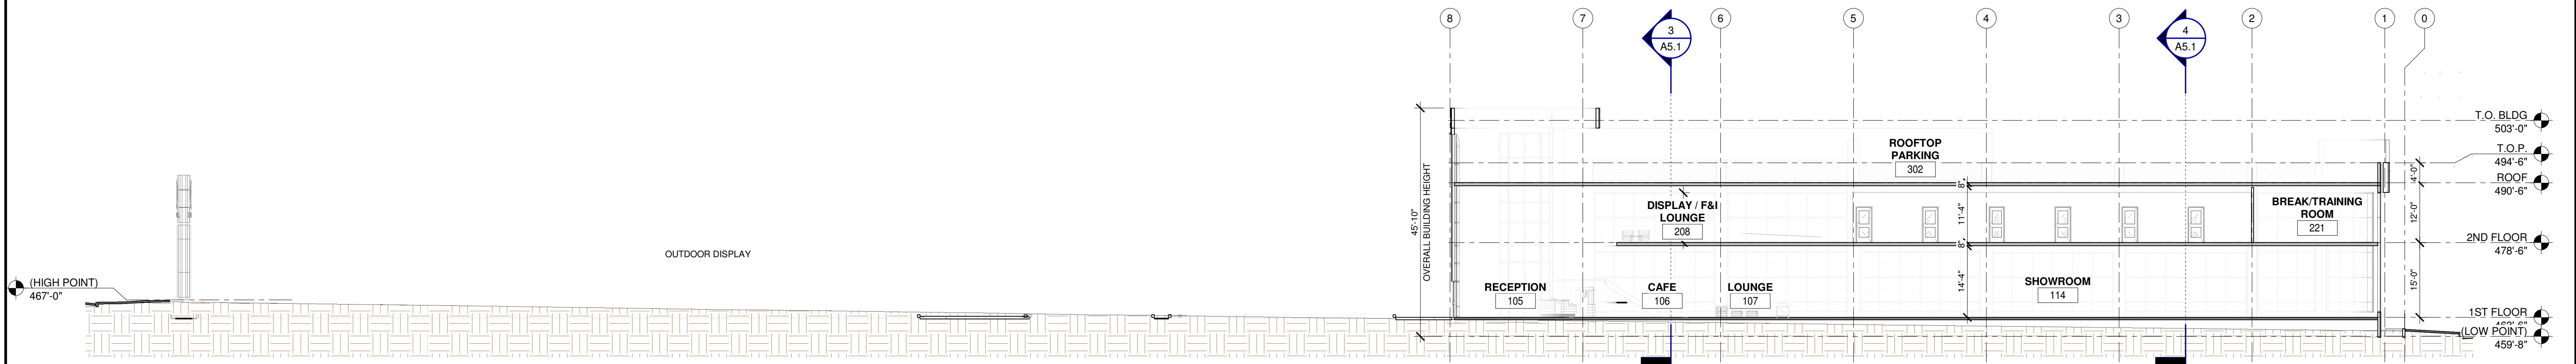 8
7
6
5
4
3
2
1
0
3
A5.1
4
A5.1
T.O. BLDG
503'-0"
T.O.P.
494'-6"
ROOF
490'-6"
2ND FLOOR
478'-6"
1ST FLOOR
(LOW POINT)
459'-8"
4'-0"
12'-0"
15'-0"
45'-10"
OVERALL BUILDING HEIGHT
ROOFTOP
PARKING
302
8"
11'-4"
8"
14'-4"
DISPLAY / F&I
LOUNGE
208
BREAK/TRAINING
ROOM
221
OUTDOOR DISPLAY
(HIGH POINT)
467'-0"
RECEPTION
105
CAFE
106
LOUNGE
107
SHOWROOM
114